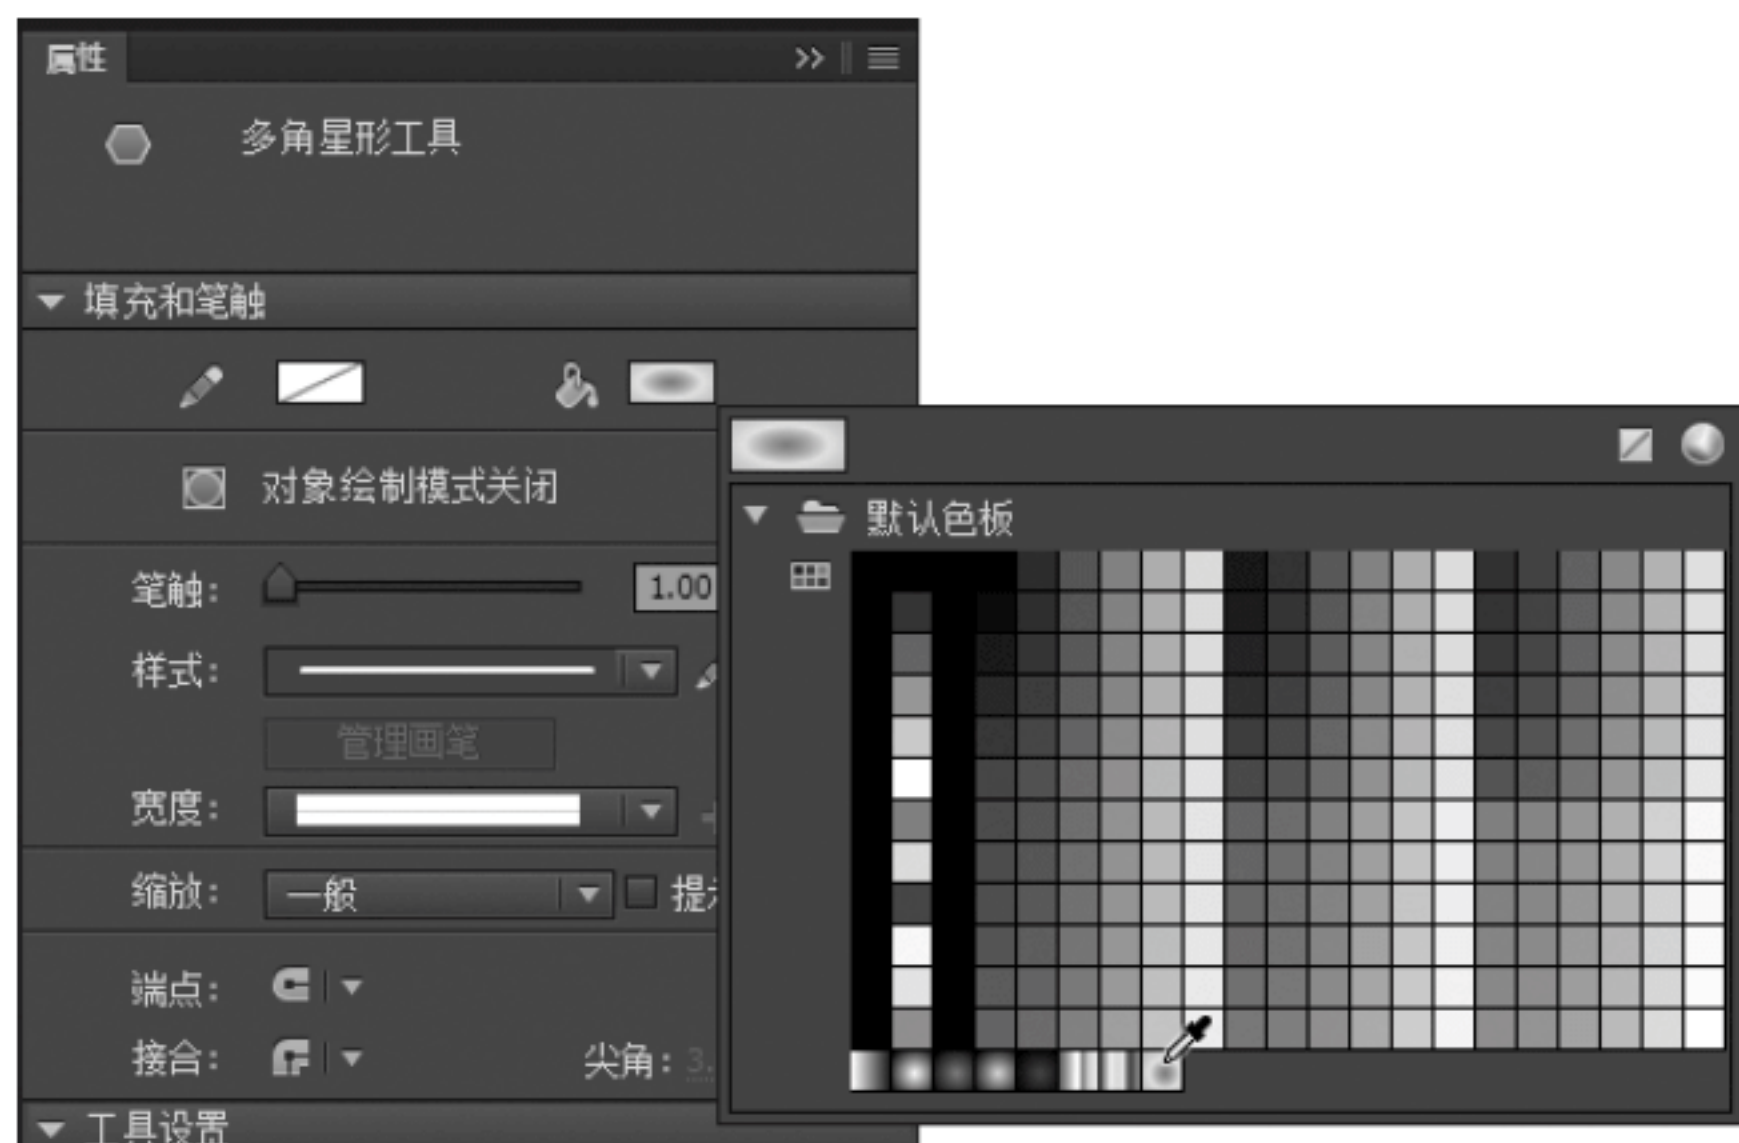 属性
多角星形工具
填充和笔触
对象绘制模式关闭
默认色板
笔触：
1.00
样式：
管理画笔
宽度：
缩放：
一般
提
端点：
接合：
尖角：
3.
工具设置